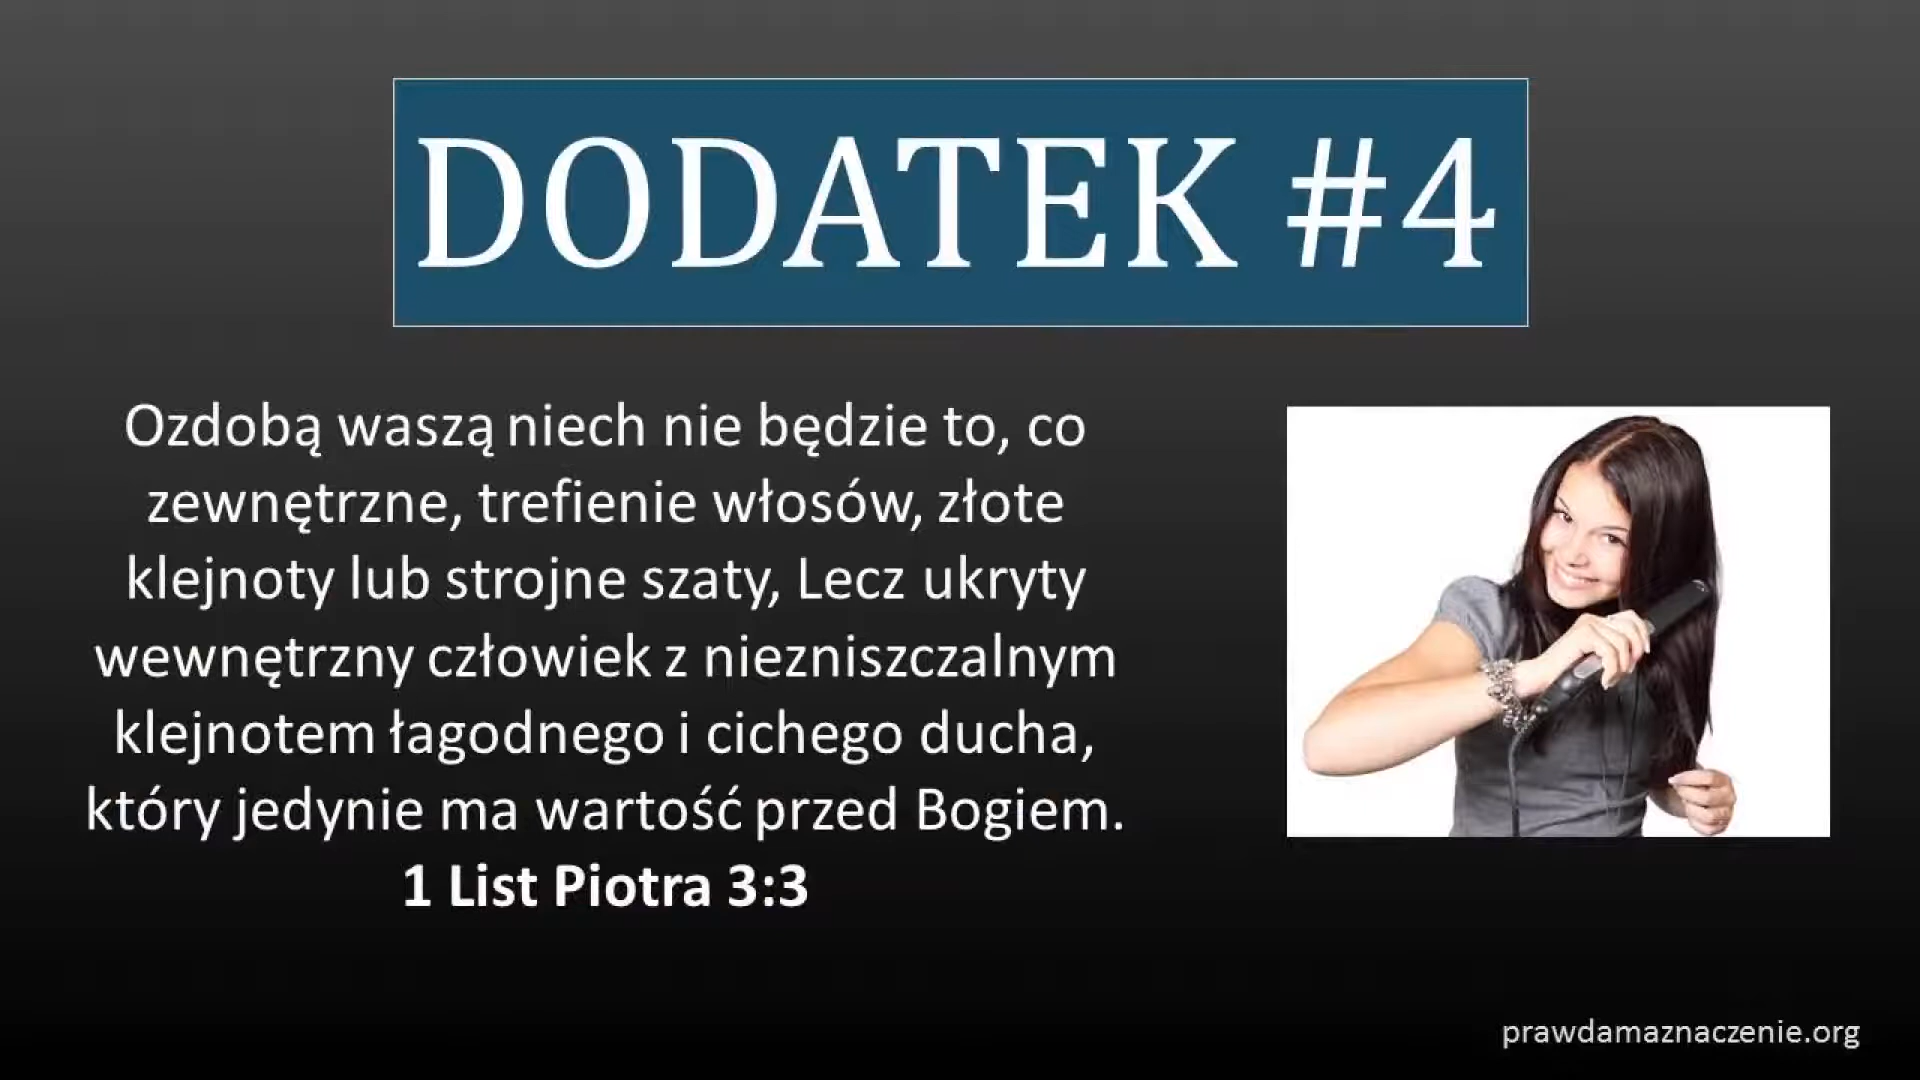 DODATEK #4
Ozdobą waszą niech nie będzie to, co
zewnętrzne, trefienie włosów, złote
klejnoty lub strojne szaty, Lecz ukryty
wewnętrzny człowiek z niezniszczalnym
klejnotem łagodnego i cichego ducha,
który jedynie ma wartość przed Bogiem.
1 List Piotra 3:3
prawdamaznaczenie.org